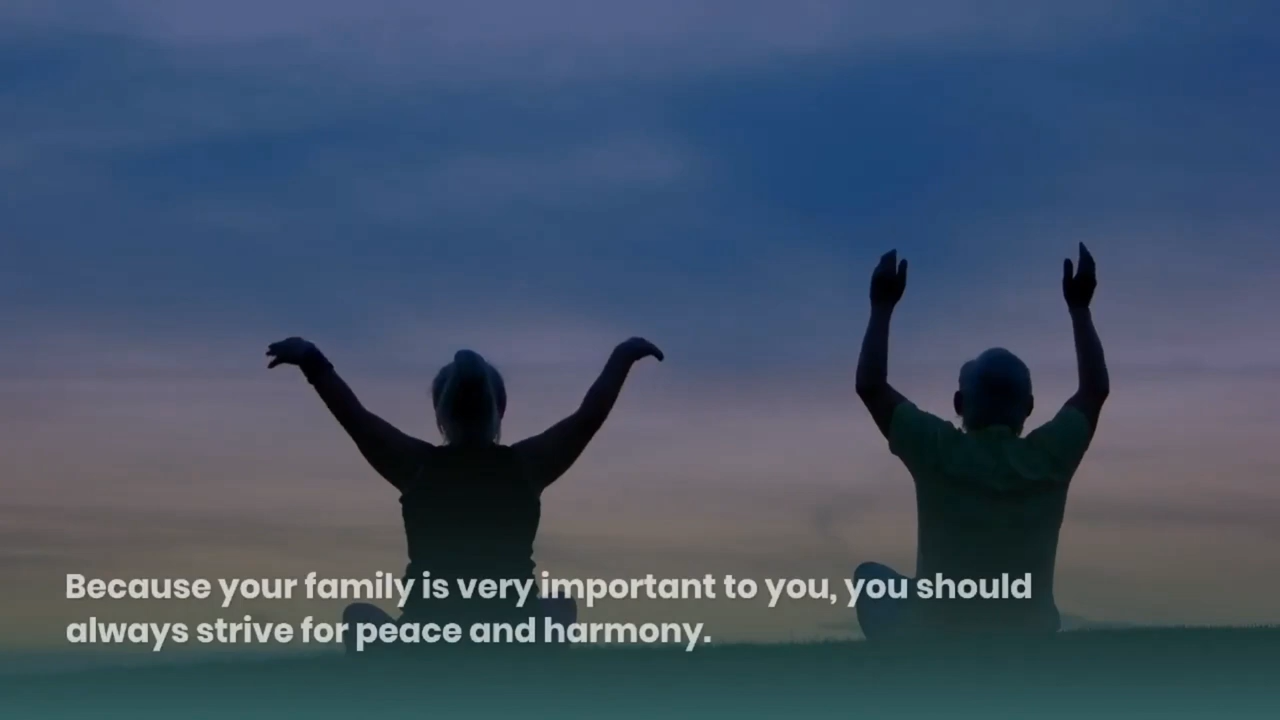 Because your family is very important to you, you should
always strive for peace and harmony.